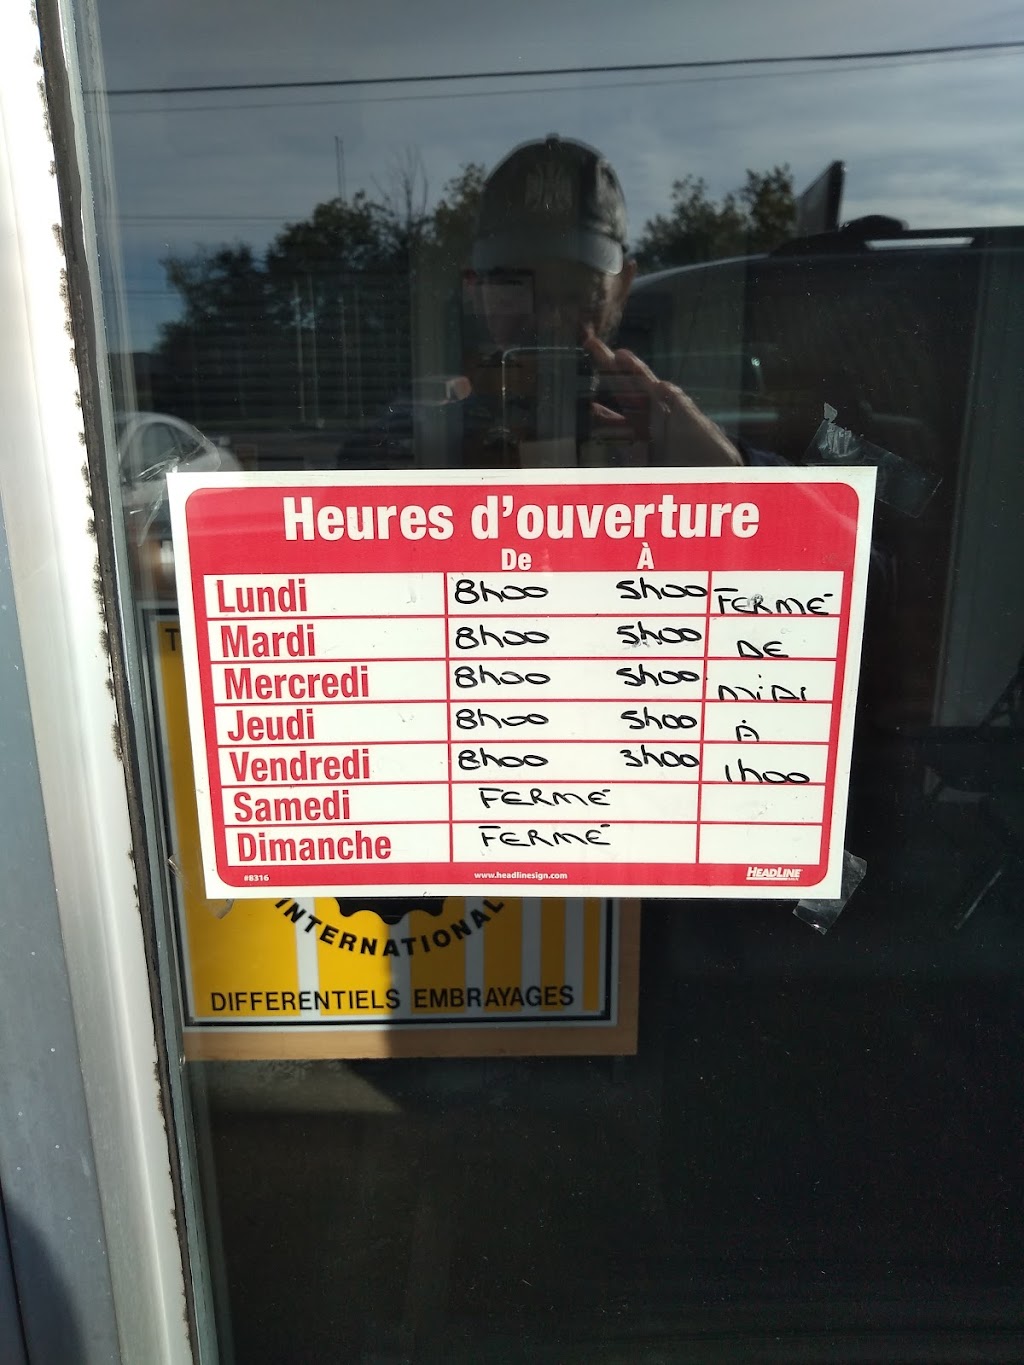 Heures d'ouverture
De À
Lundi 8h00 5h00 FERMÉ
Mardi 8h00 5h00 DE
Mercredi 8h00 5h00 MiDi
Jeudi 8h00 5h00 À
Vendredi 8h00 3h00 1h00
Samedi FERMÉ
Dimanche FERMÉ
#8316 www.headlinesign.com HEADLINE
INTERNATIONAL
DIFFERENTIELS EMBRAYAGES